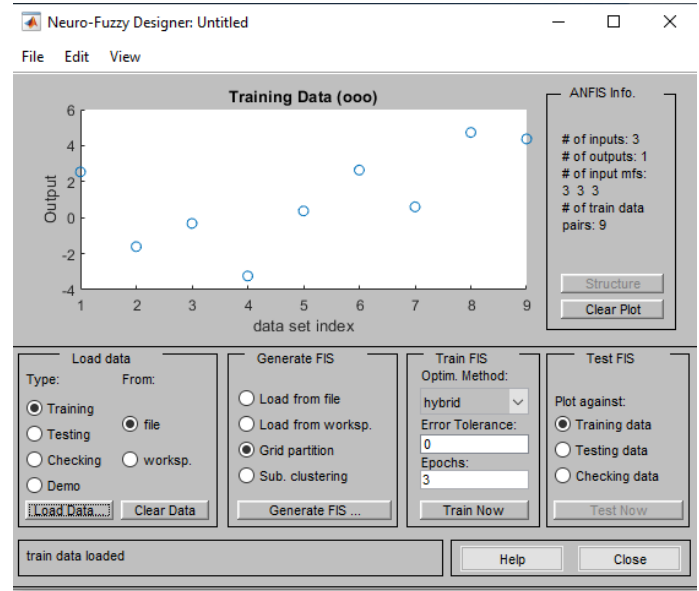 Neuro-Fuzzy Designer: Untitled
File Edit View
Training Data (ooo)
6
4
2
0
-2
-4
Output
1 2 3 4 5 6 7 8 9
data set index
ANFIS Info.
# of inputs: 3
# of outputs: 1
# of input mfs:
3 3 3
# of train data
pairs: 9
Structure
Clear Plot
Load data
Type: From:
Training
file
Testing
Checking
worksp.
Demo
Load Data...
Clear Data
Generate FIS
Load from file
Load from worksp.
Grid partition
Sub. clustering
Generate FIS ...
Train FIS
Optim. Method:
hybrid
Error Tolerance:
0
Epochs:
3
Train Now
Test FIS
Plot against:
Training data
Testing data
Checking data
Test Now
train data loaded
Help
Close